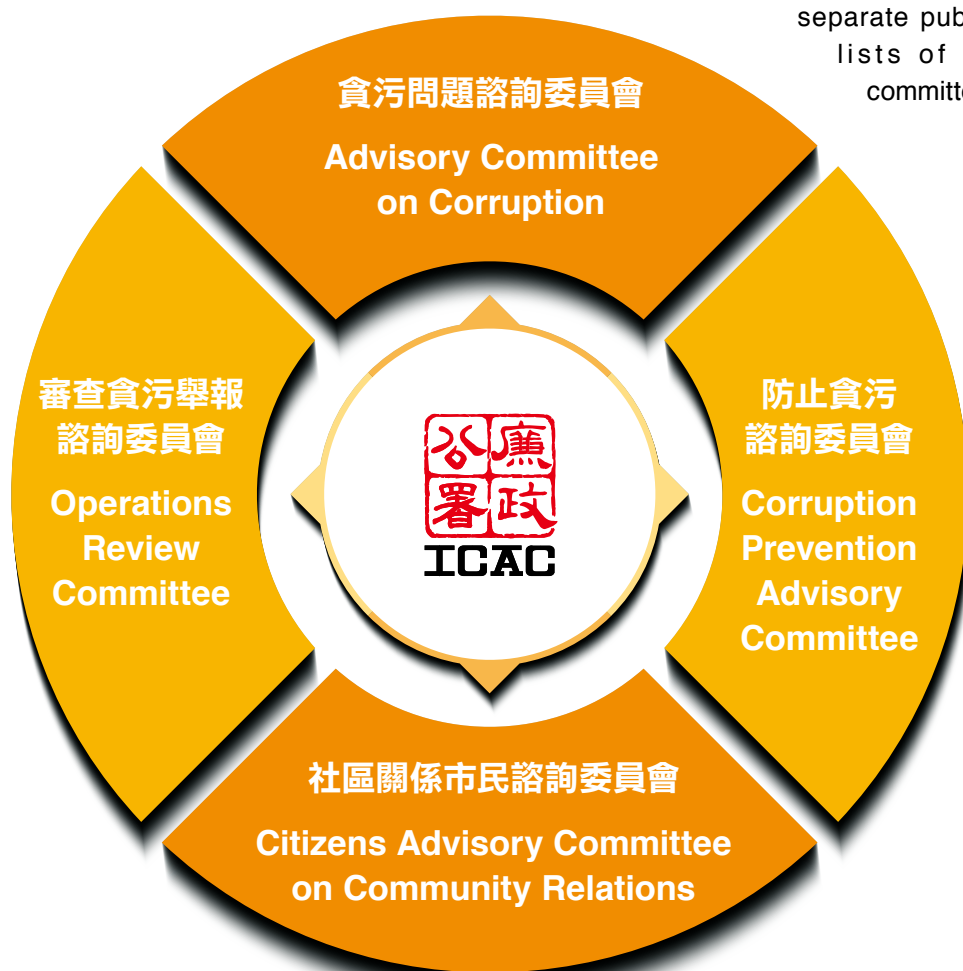 separate
lists of
貪污問題諮詢委員會
Advisory Committee
on Corruption
審查貪污舉報
諮詢委員會
Operations
Review
Committee
防止貪污
諮詢委員會
Corruption
Prevention
Advisory
Committee
廉政
公署
ICAC
社區關係市民諮詢委員會
Citizens Advisory Committee
on Community Relations